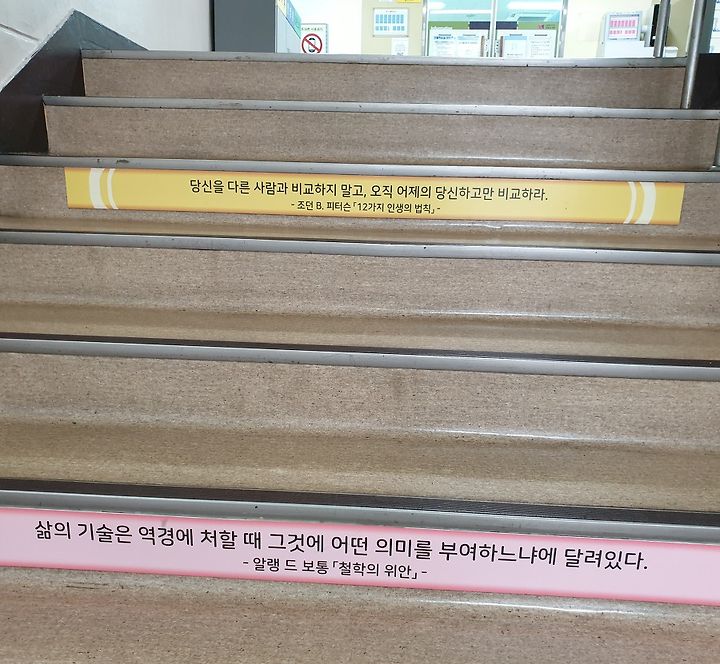 당신을 다른 사람과 비교하지 말고, 오직 어제의 당신하고만 비교하라.
- 조던 B. 피터슨 「12가지 인생의 법칙」 -
삶의 기술은 역경에 처할 때 그것에 어떤 의미를 부여하느냐에 달려있다.
- 알랭 드 보통 「철학의 위안」 -